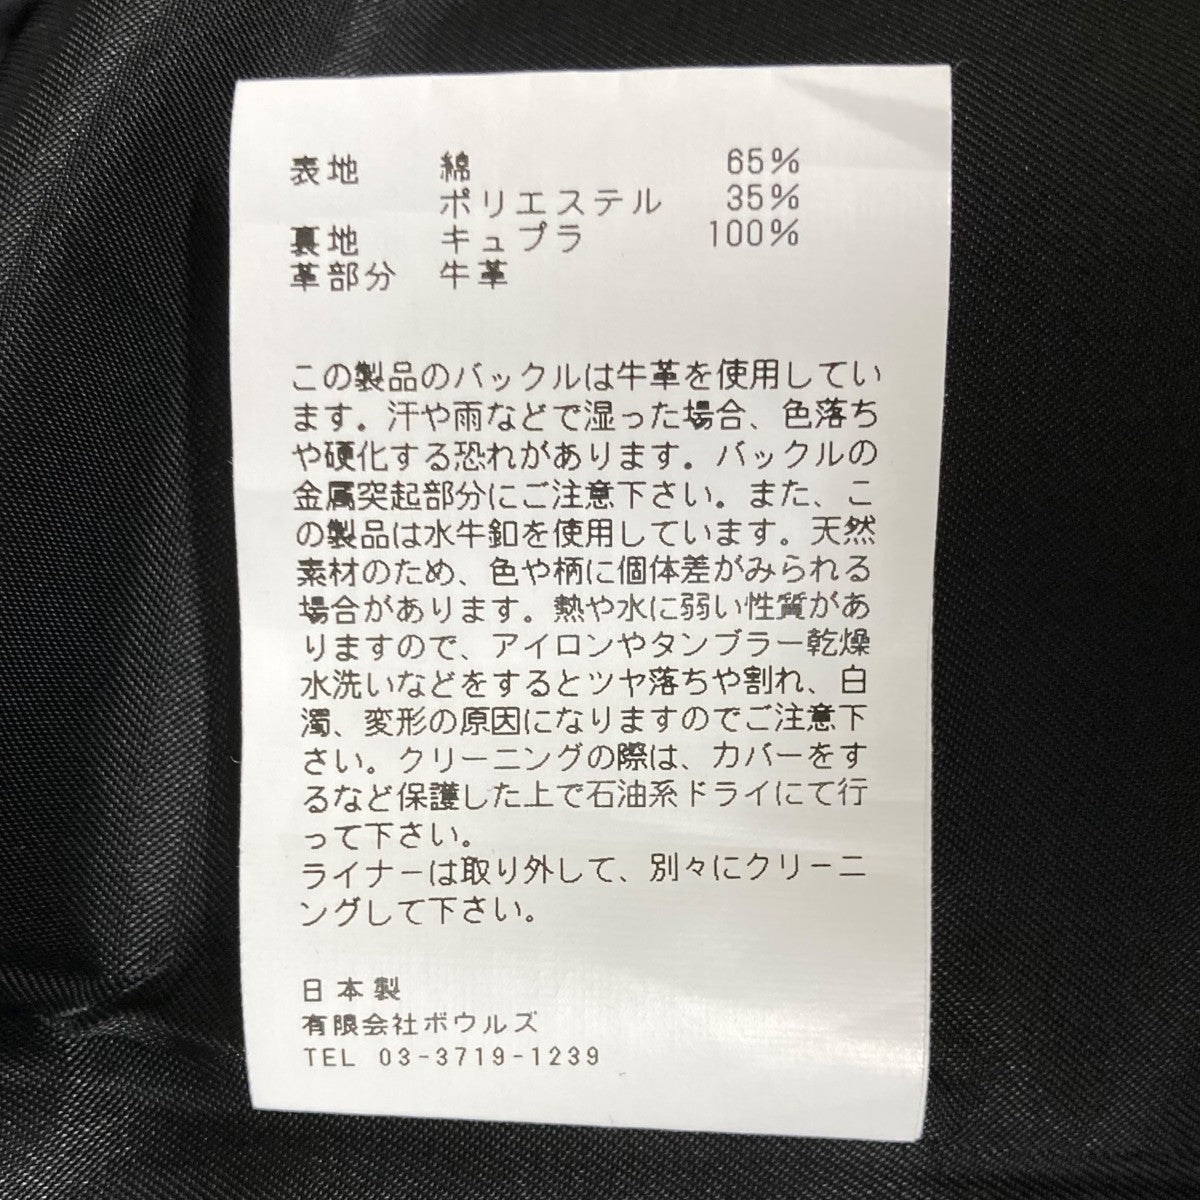 表地 綿 65%
ポリエステル 35%
裏地 キュプラ 100%
革部分 牛革
この製品のバックルは牛革を使用してい
ます。汗や雨などで湿った場合、色落ち
や硬化する恐れがあります。バックルの
金属突起部分にご注意下さい。また、こ
の製品は水牛釦を使用しています。天然
素材のため、色や柄に個体差がみられる
場合があります。熱や水に弱い性質があ
りますので、アイロンやタンブラー乾燥
水洗いなどをするとツヤ落ちや割れ、白
濁、変形の原因になりますのでご注意下
さい。クリーニングの際は、カバーをす
るなど保護した上で石油系ドライにて行
って下さい。
ライナーは取り外して、別々にクリーニ
ングして下さい。
日本製
有限会社ボウルズ
TEL 03-3719-1239